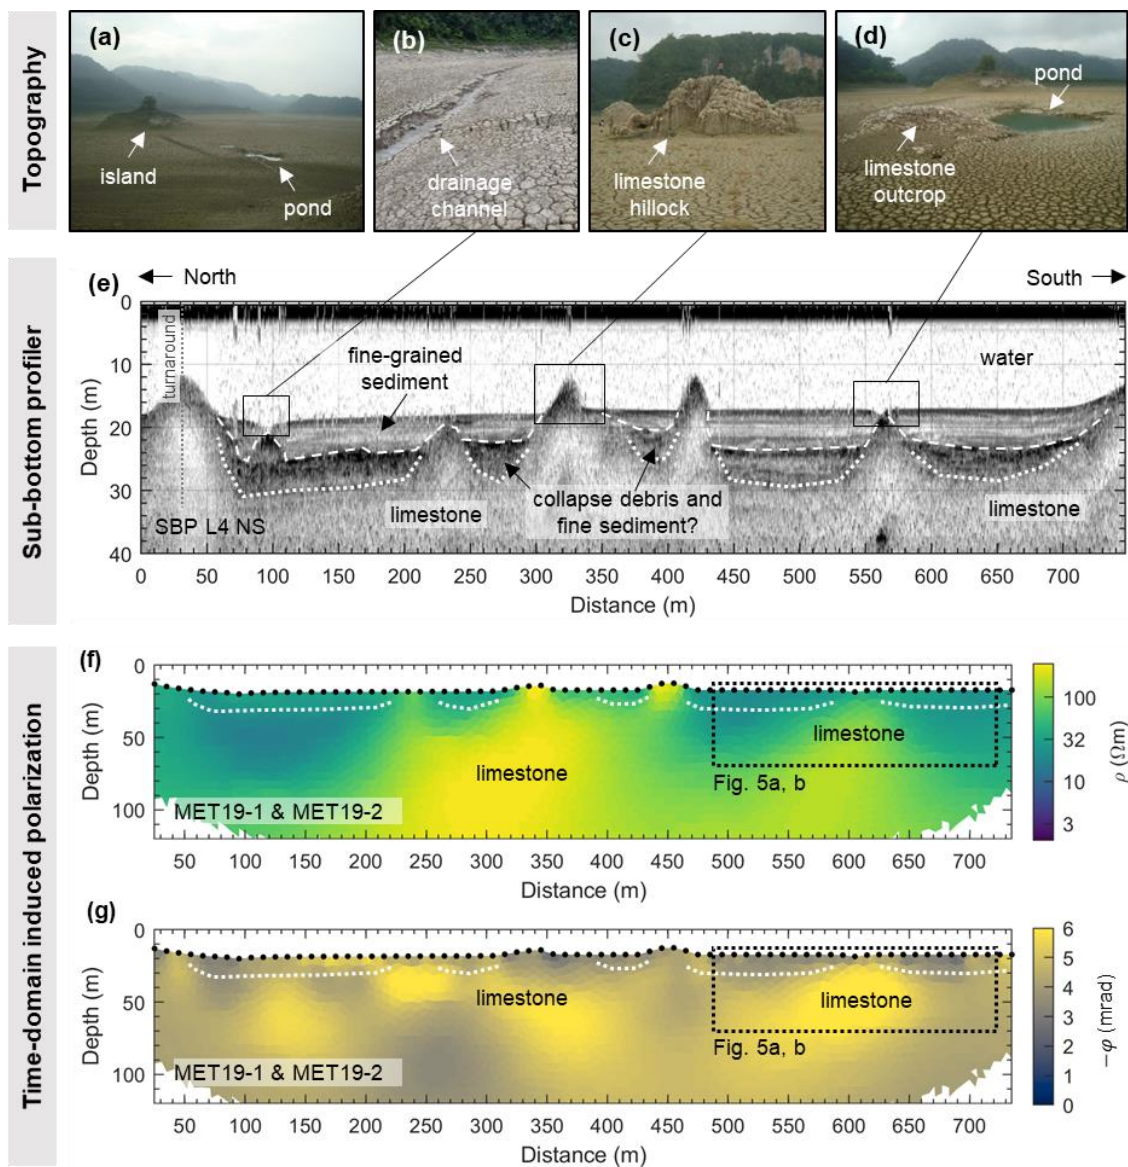 Topography
(a)
island
pond
(b)
drainage
channel
(c)
limestone
hillock
(d)
pond
limestone
outcrop
Sub-bottom profiler
(e)
North
South
turnaround
fine-grained
sediment
water
limestone
collapse debris and
fine sediment?
limestone
SBP L4 NS
Depth (m)
0
10
20
30
40
0 50 100 150 200 250 300 350 400 450 500 550 600 650 700
Distance (m)
Time-domain induced polarization
(f)
Depth (m)
0
50
100
limestone
limestone
Fig. 5a, b
MET19-1 & MET19-2
50 100 150 200 250 300 350 400 450 500 550 600 650 700
Distance (m)
100
32
10
3
ρ (Ωm)
(g)
Depth (m)
0
50
100
limestone
limestone
Fig. 5a, b
MET19-1 & MET19-2
50 100 150 200 250 300 350 400 450 500 550 600 650 700
Distance (m)
6
5
4
3
2
1
0
−φ (mrad)